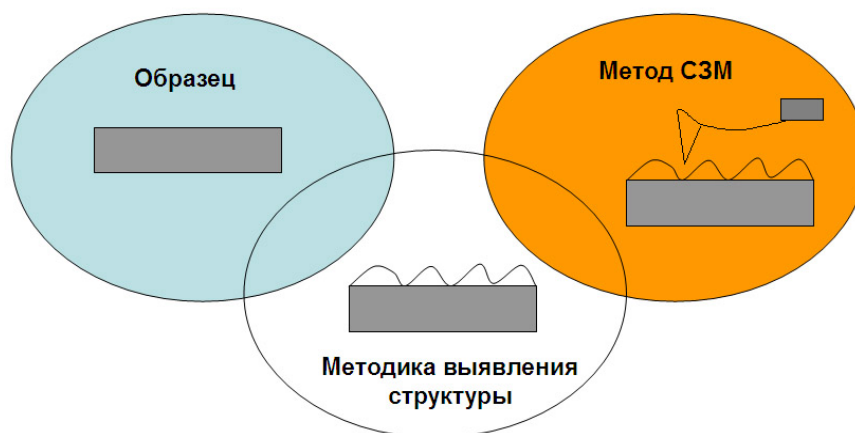 Образец
Метод СЗМ
Методика выявления
структуры